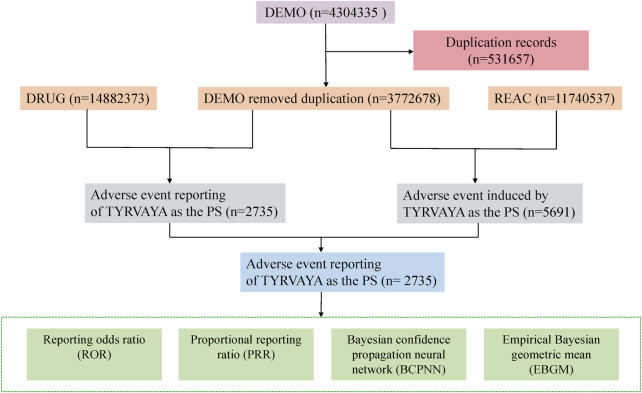 DEMO (n=4304335 )
Duplication records
(n=531657)
DRUG (n=14882373)
DEMO removed duplication (n=3772678)
REAC (n=11740537)
Adverse event reporting
of TYRVAYA as the PS (n=2735)
Adverse event induced by
TYRVAYA as the PS (n=5691)
Adverse event reporting
of TYRVAYA as the PS (n= 2735)
Reporting odds ratio
(ROR)
Proportional reporting
ratio (PRR)
Bayesian confidence
propagation neural
network (BCPNN)
Empirical Bayesian
geometric mean
(EBGM)